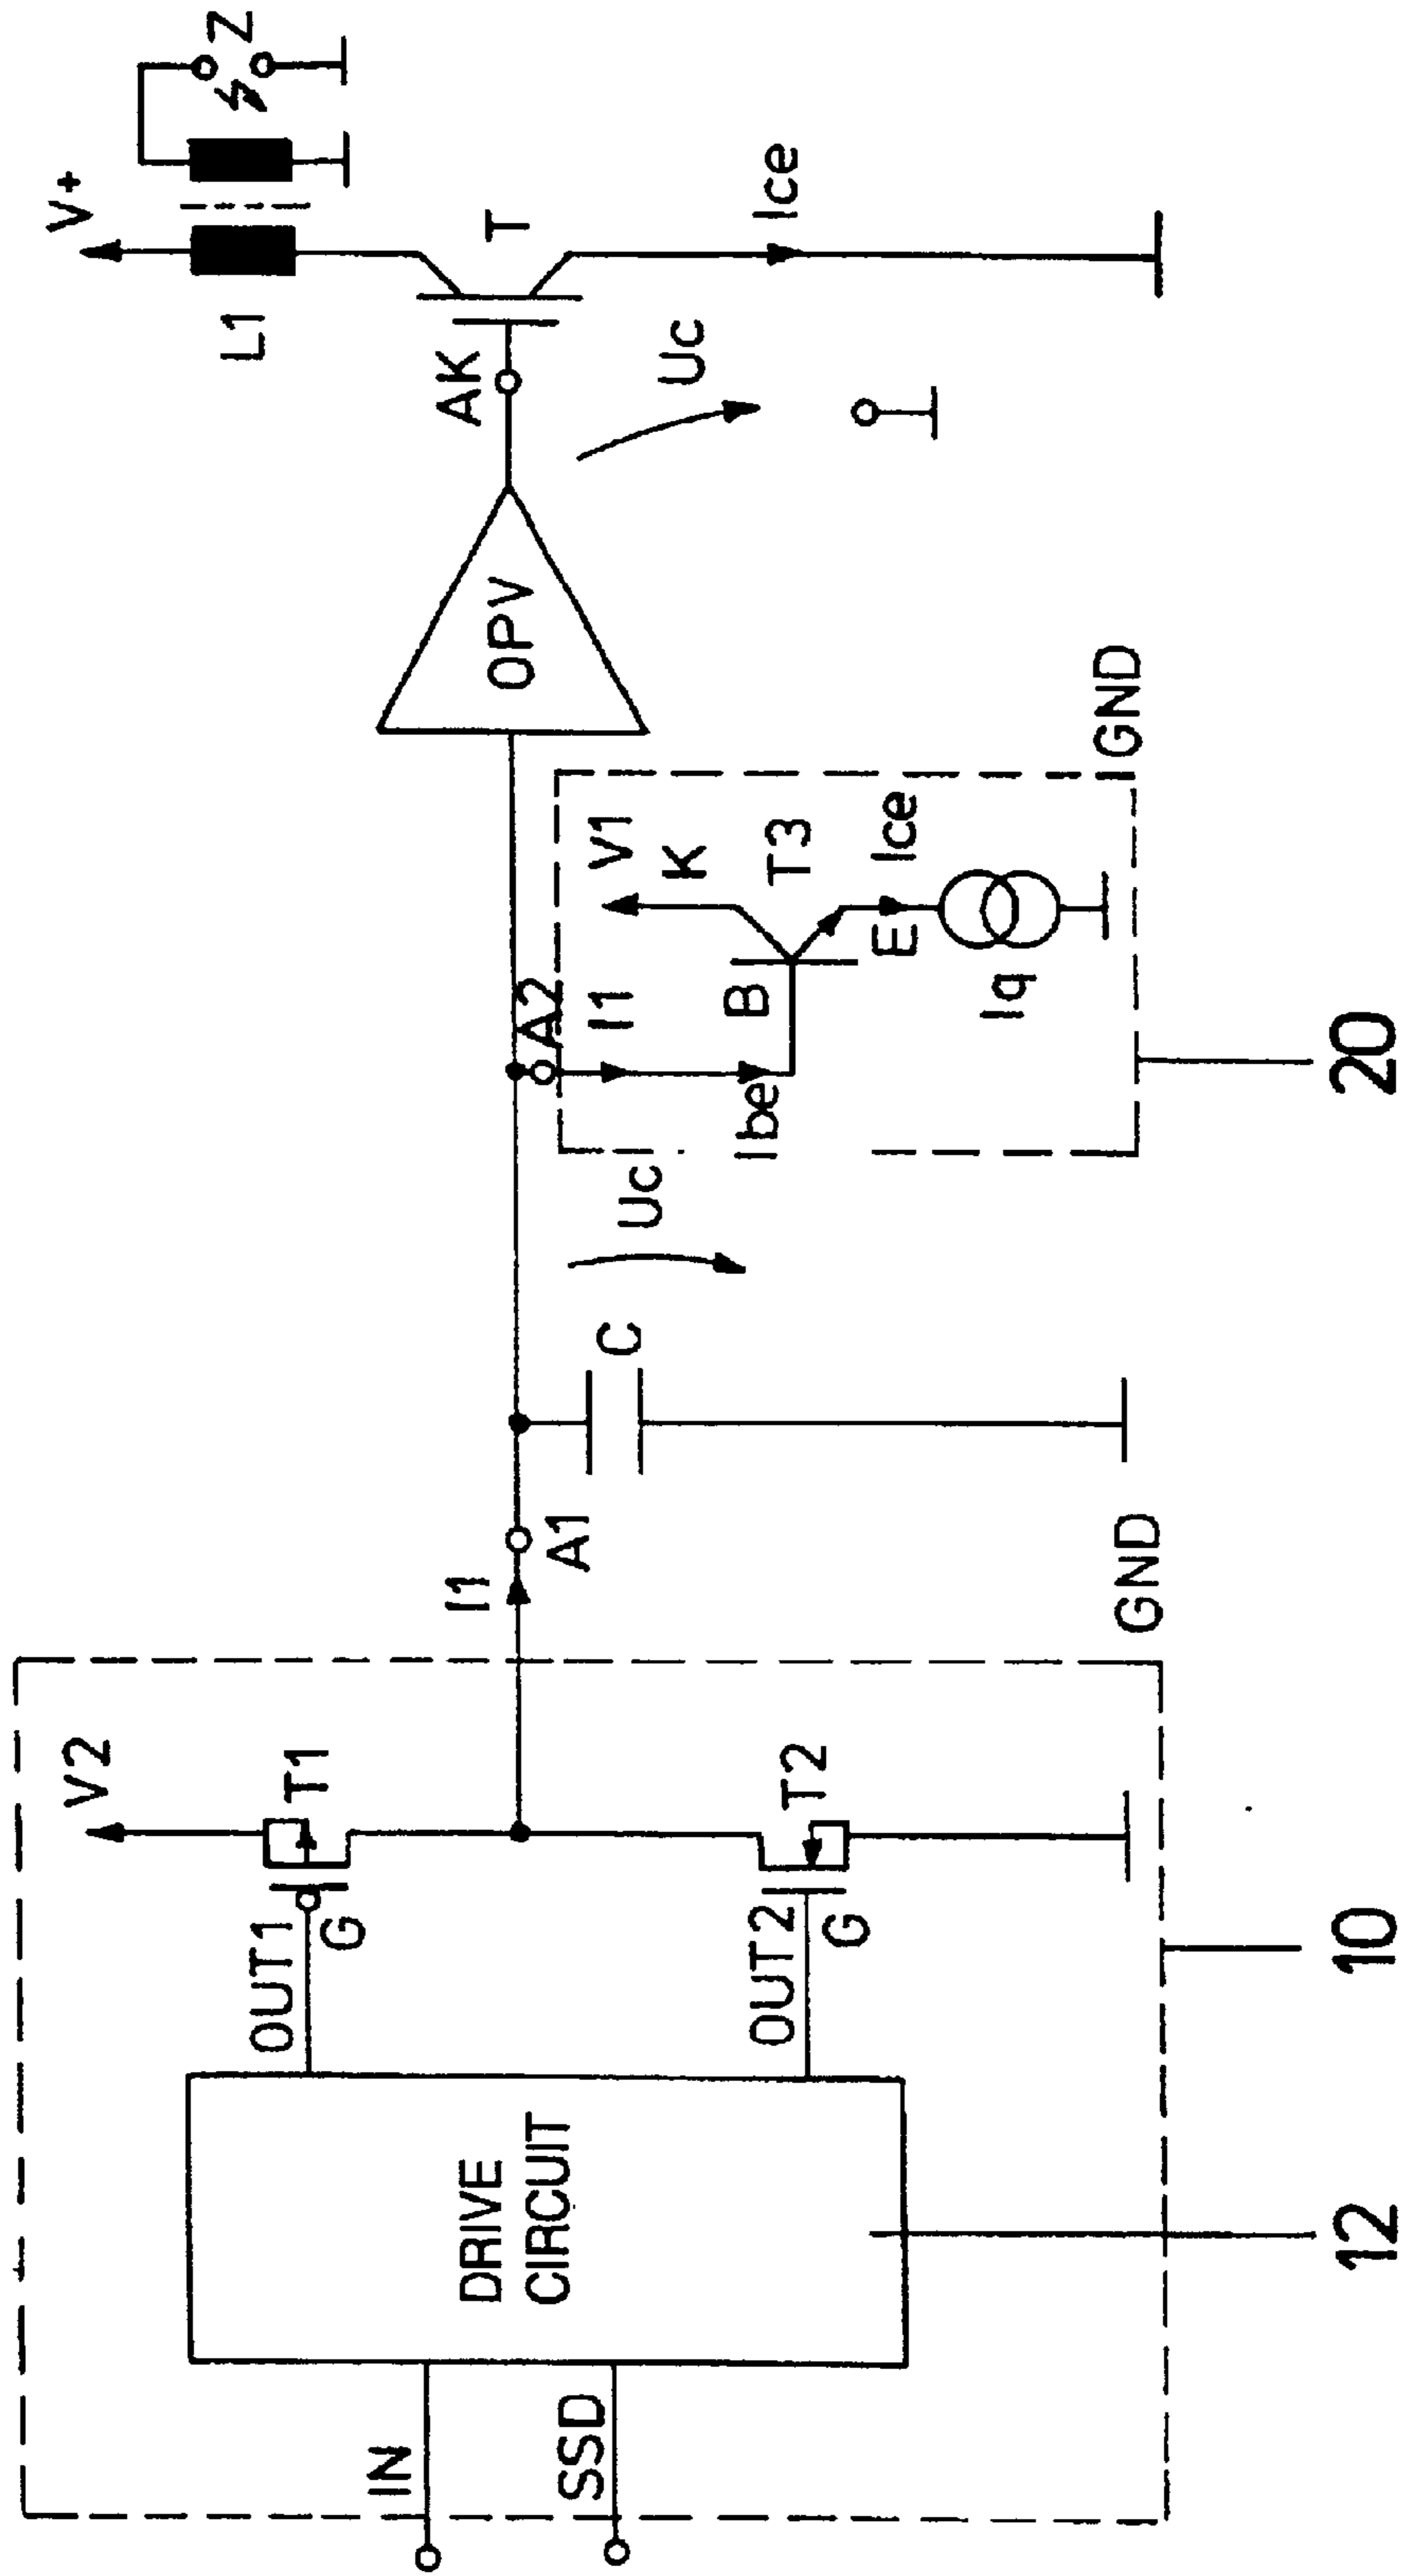 IN
SSD
DRIVE
CIRCUIT
12
OUT1
G
OUT2
G
V2
T1
T2
10
I1
A1
GND
C
Uc
A2
I1
Ibe
B
V1
K
T3
E
Ice
Iq
GND
20
OPV
AK
Uc
L1
V+
T
Ice
Z